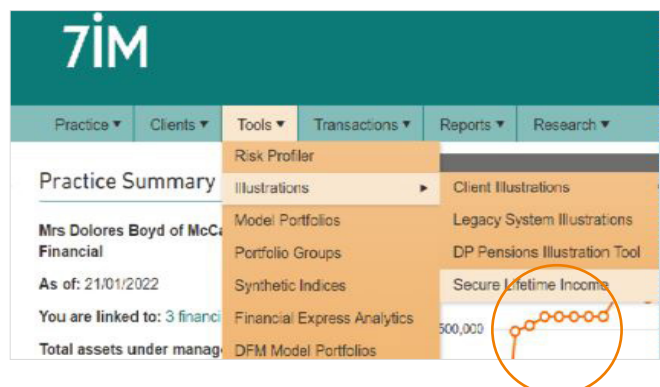 7iM
Practice ▼ Clients ▼ Tools ▼ Transactions ▼ Reports ▼ Research ▼
Risk Profiler
Practice Summary
Illustrations ▸
Client Illustrations
Mrs Dolores Boyd of McCa
Financial
Model Portfolios
Legacy System Illustrations
Portfolio Groups
DP Pensions Illustration Tool
As of: 21/01/2022
Synthetic Indices
Secure Lifetime Income
You are linked to: 3 financi
Financial Express Analytics
500,000
Total assets under manag
DFM Model Portfolios